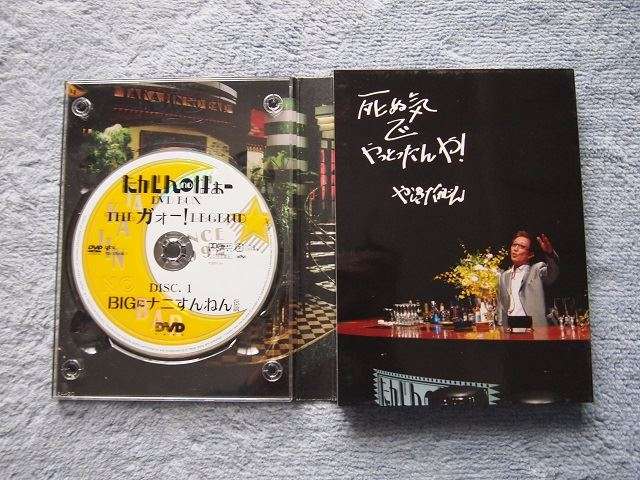 たかじんのばぁー
DVD BOX
THE ガォー!LEGEND
DISC. 1
BIGにナニすんねん
DVD
死ぬ気
で
やっとったんや!
やしきたかじん